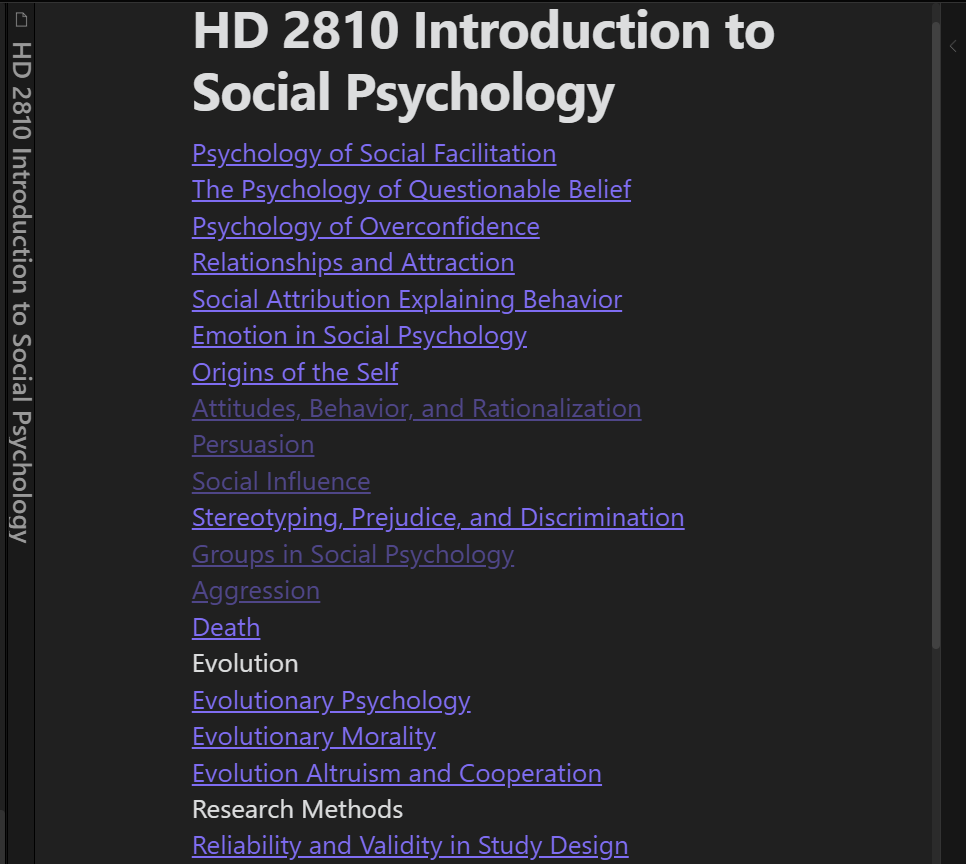 HD 2810 Introduction to Social Psychology
HD 2810 Introduction to
Social Psychology
Psychology of Social Facilitation
The Psychology of Questionable Belief
Psychology of Overconfidence
Relationships and Attraction
Social Attribution Explaining Behavior
Emotion in Social Psychology
Origins of the Self
Attitudes, Behavior, and Rationalization
Persuasion
Social Influence
Stereotyping, Prejudice, and Discrimination
Groups in Social Psychology
Aggression
Death
Evolution
Evolutionary Psychology
Evolutionary Morality
Evolution Altruism and Cooperation
Research Methods
Reliability and Validity in Study Design